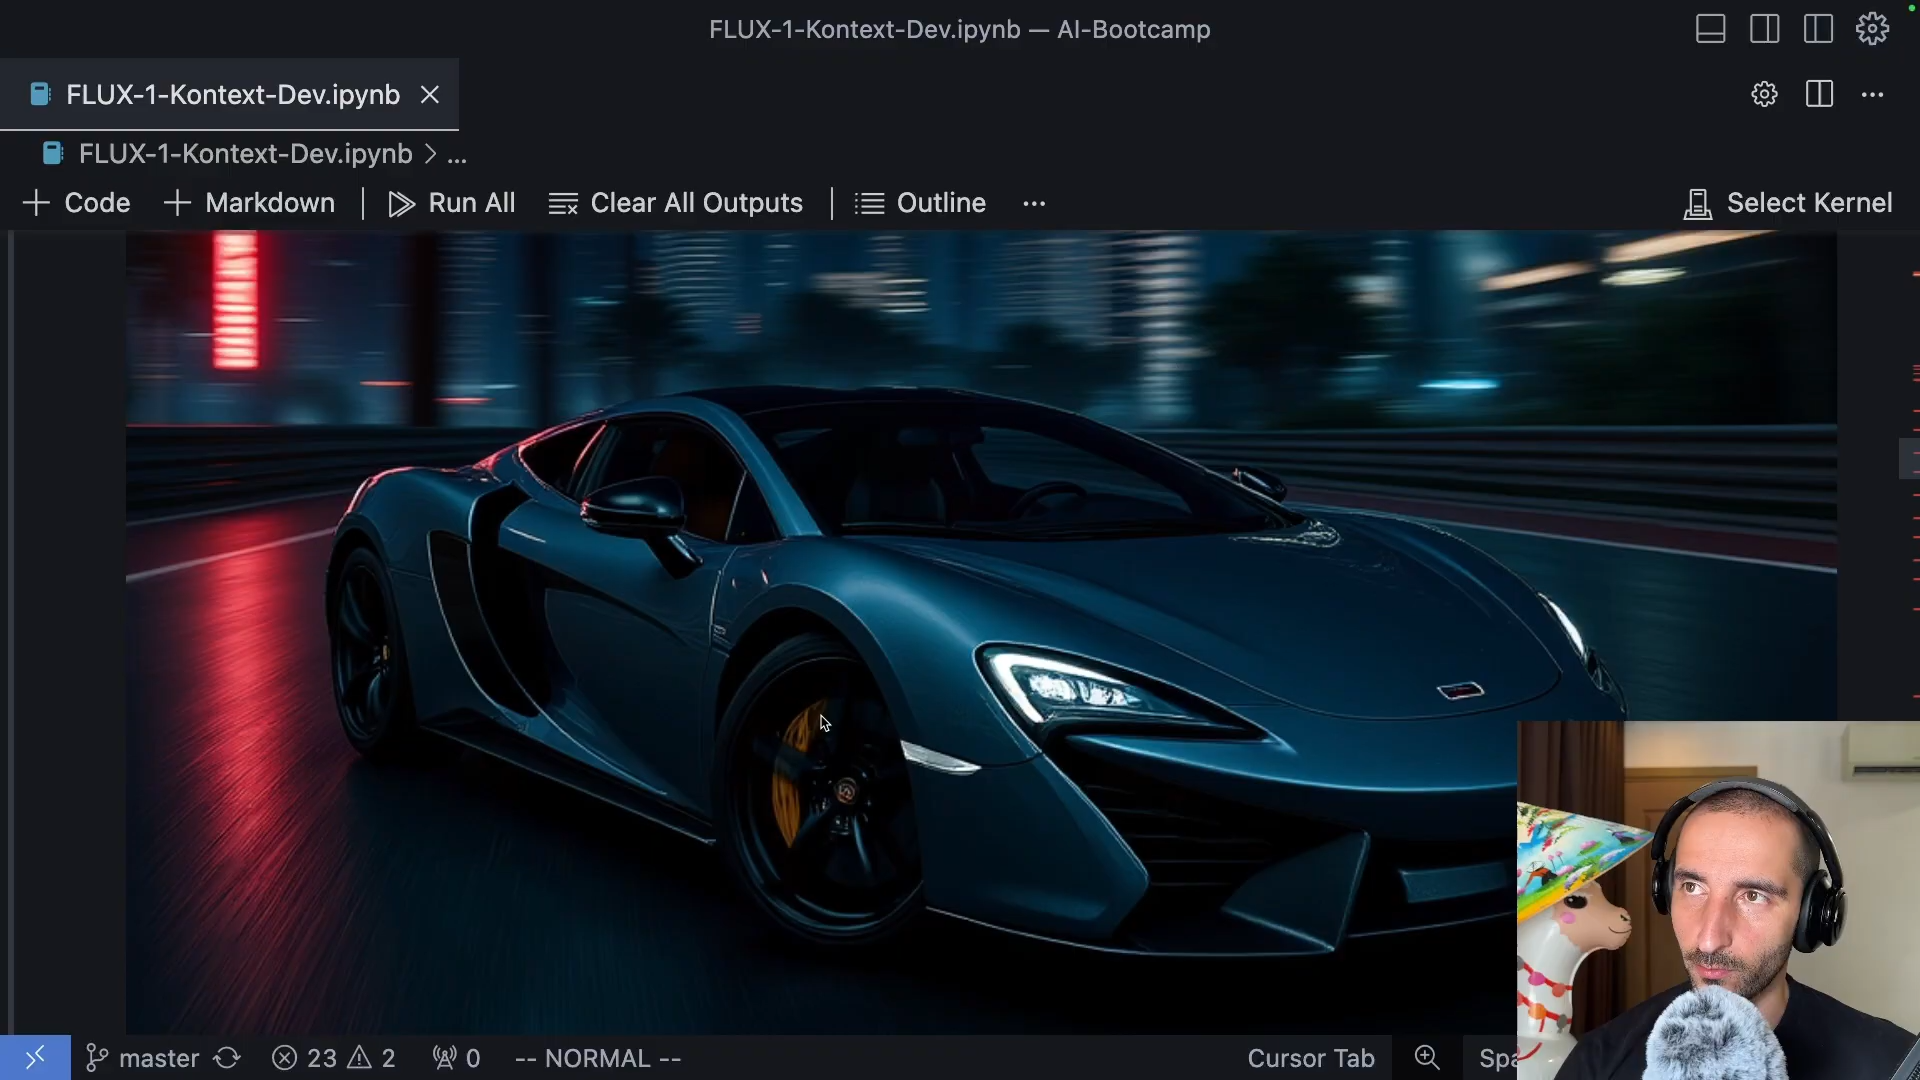 FLUX-1-Kontext-Dev.ipynb — AI-Bootcamp
FLUX-1-Kontext-Dev.ipynb
FLUX-1-Kontext-Dev.ipynb > ...
+ Code + Markdown Run All Clear All Outputs Outline ... Select Kernel
master 23 2 0 -- NORMAL -- Cursor Tab Spa